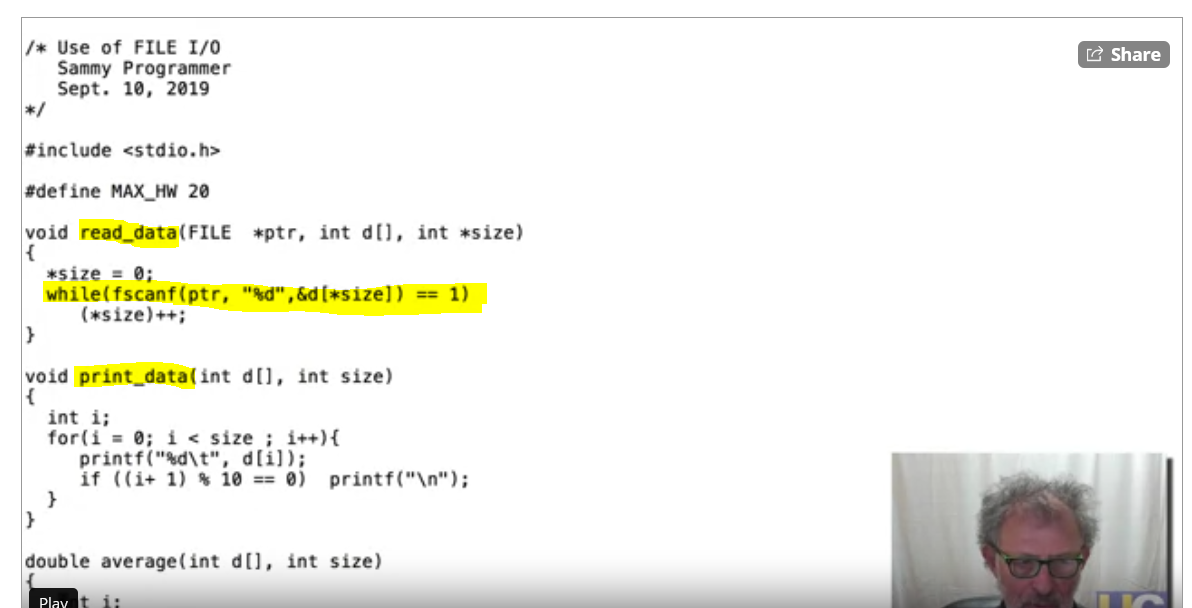 /* Use of FILE I/O
Share
Sammy Programmer
Sept. 10, 2019
*/
#include <stdio.h>
#define MAX_HW 20
void read_data(FILE  *ptr, int d[], int *size)
{
*size = 0;
while(fscanf(ptr, "%d",&d[*size]) == 1)
(*size)++;
}
void print_data(int d[], int size)
{
int i;
for(i = 0; i < size ; i++){
printf("%d\t", d[i]);
if ((i+ 1) % 10 == 0)  printf("\n");
}
}
double average(int d[], int size)
{
Play
i;